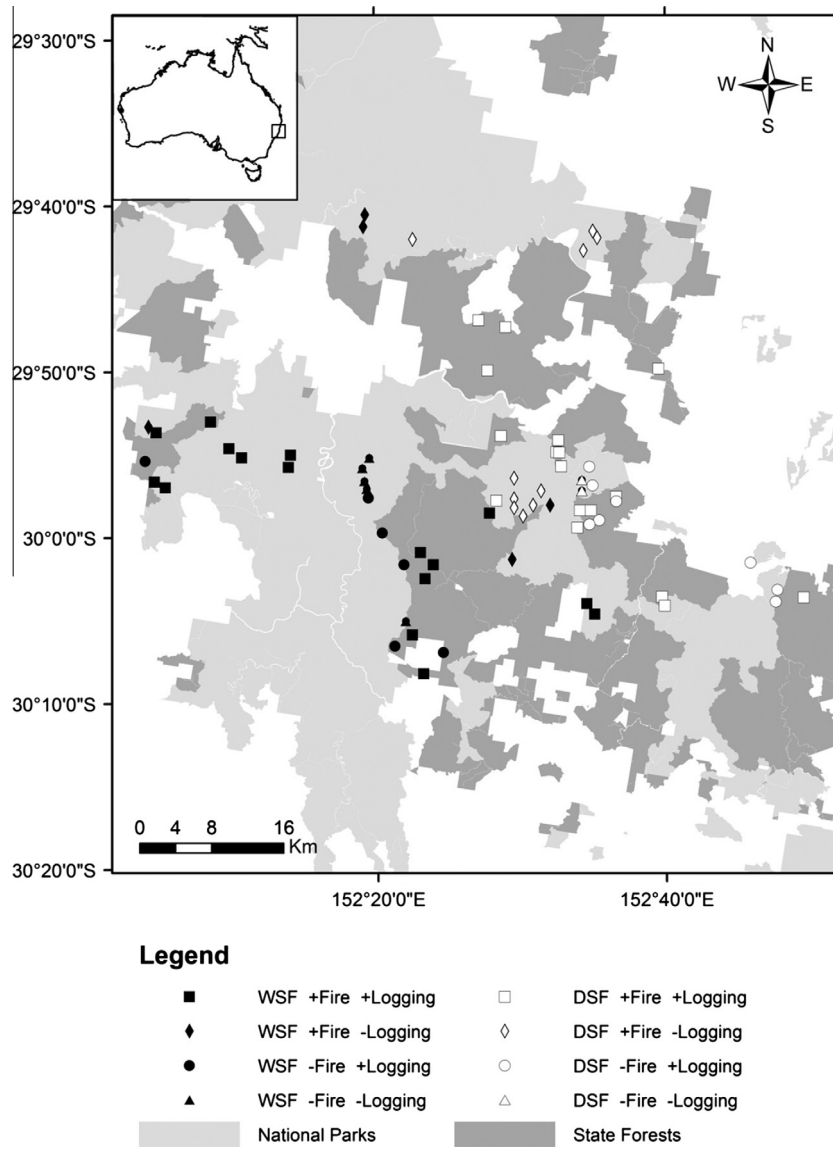 29°30'0"S
N
W E
S
29°40'0"S
29°50'0"S
30°0'0"S
30°10'0"S
0 4 8 16
Km
30°20'0"S
152°20'0"E 152°40'0"E
Legend
WSF +Fire +Logging DSF +Fire +Logging
WSF +Fire -Logging DSF +Fire -Logging
WSF -Fire +Logging DSF -Fire +Logging
WSF -Fire -Logging DSF -Fire -Logging
National Parks State Forests